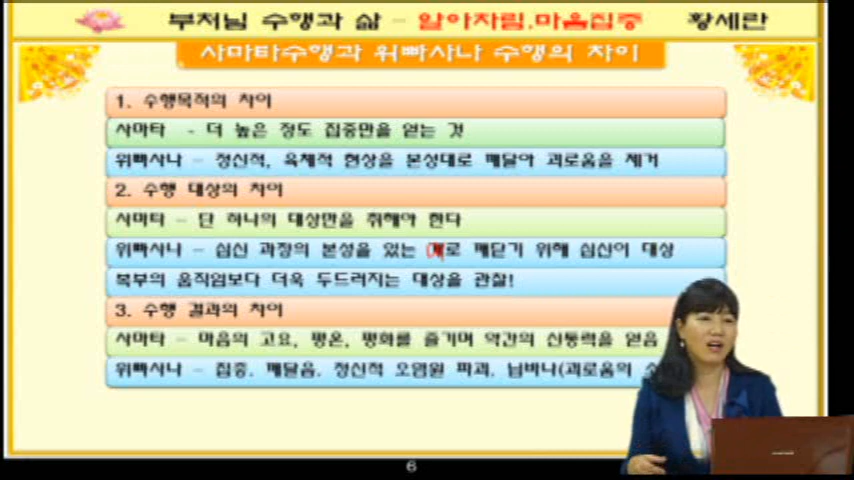 부처님 수행과 삶 - 알아차림.마음집중 황세란
사마타수행과 위빠사나 수행의 차이
1. 수행목적의 차이
사마타 - 더 높은 정도 집중만을 얻는 것
위빠사나 - 정신적, 육체적 현상을 본성대로 깨달아 괴로움을 제거
2. 수행 대상의 차이
사마타 - 단 하나의 대상만을 취해야 한다
위빠사나 - 심신 과정의 본성을 있는 로 깨닫기 위해 심신이 대상
복부의 움직임보다 더욱 두드러지는 대상을 관찰!
3. 수행 결과의 차이
사마타 - 마음의 고요, 평온, 평화를 즐기며 약간의 신통력을 얻음
위빠사나 - 집중. 깨달음. 정신적 오염원 파괴, 닙바나(괴로움의
6